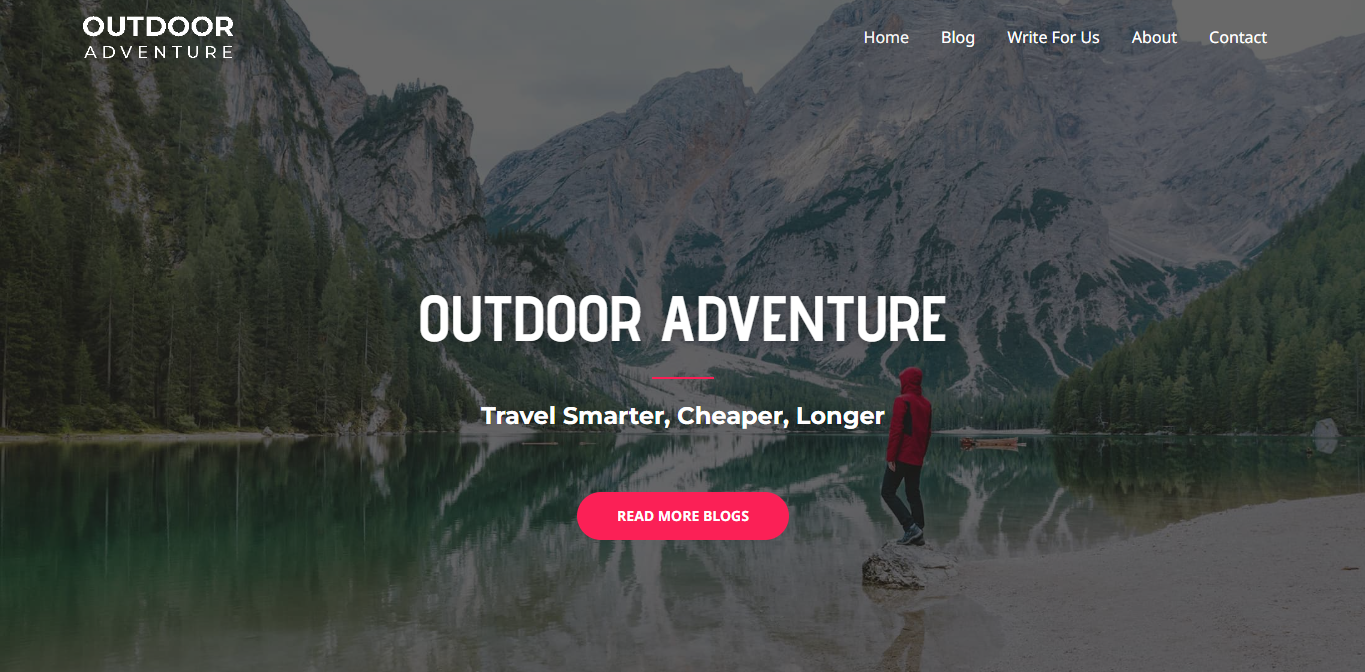 OUTDOOR
ADVENTURE
Home Blog Write For Us About Contact
OUTDOOR ADVENTURE
Travel Smarter, Cheaper, Longer
READ MORE BLOGS